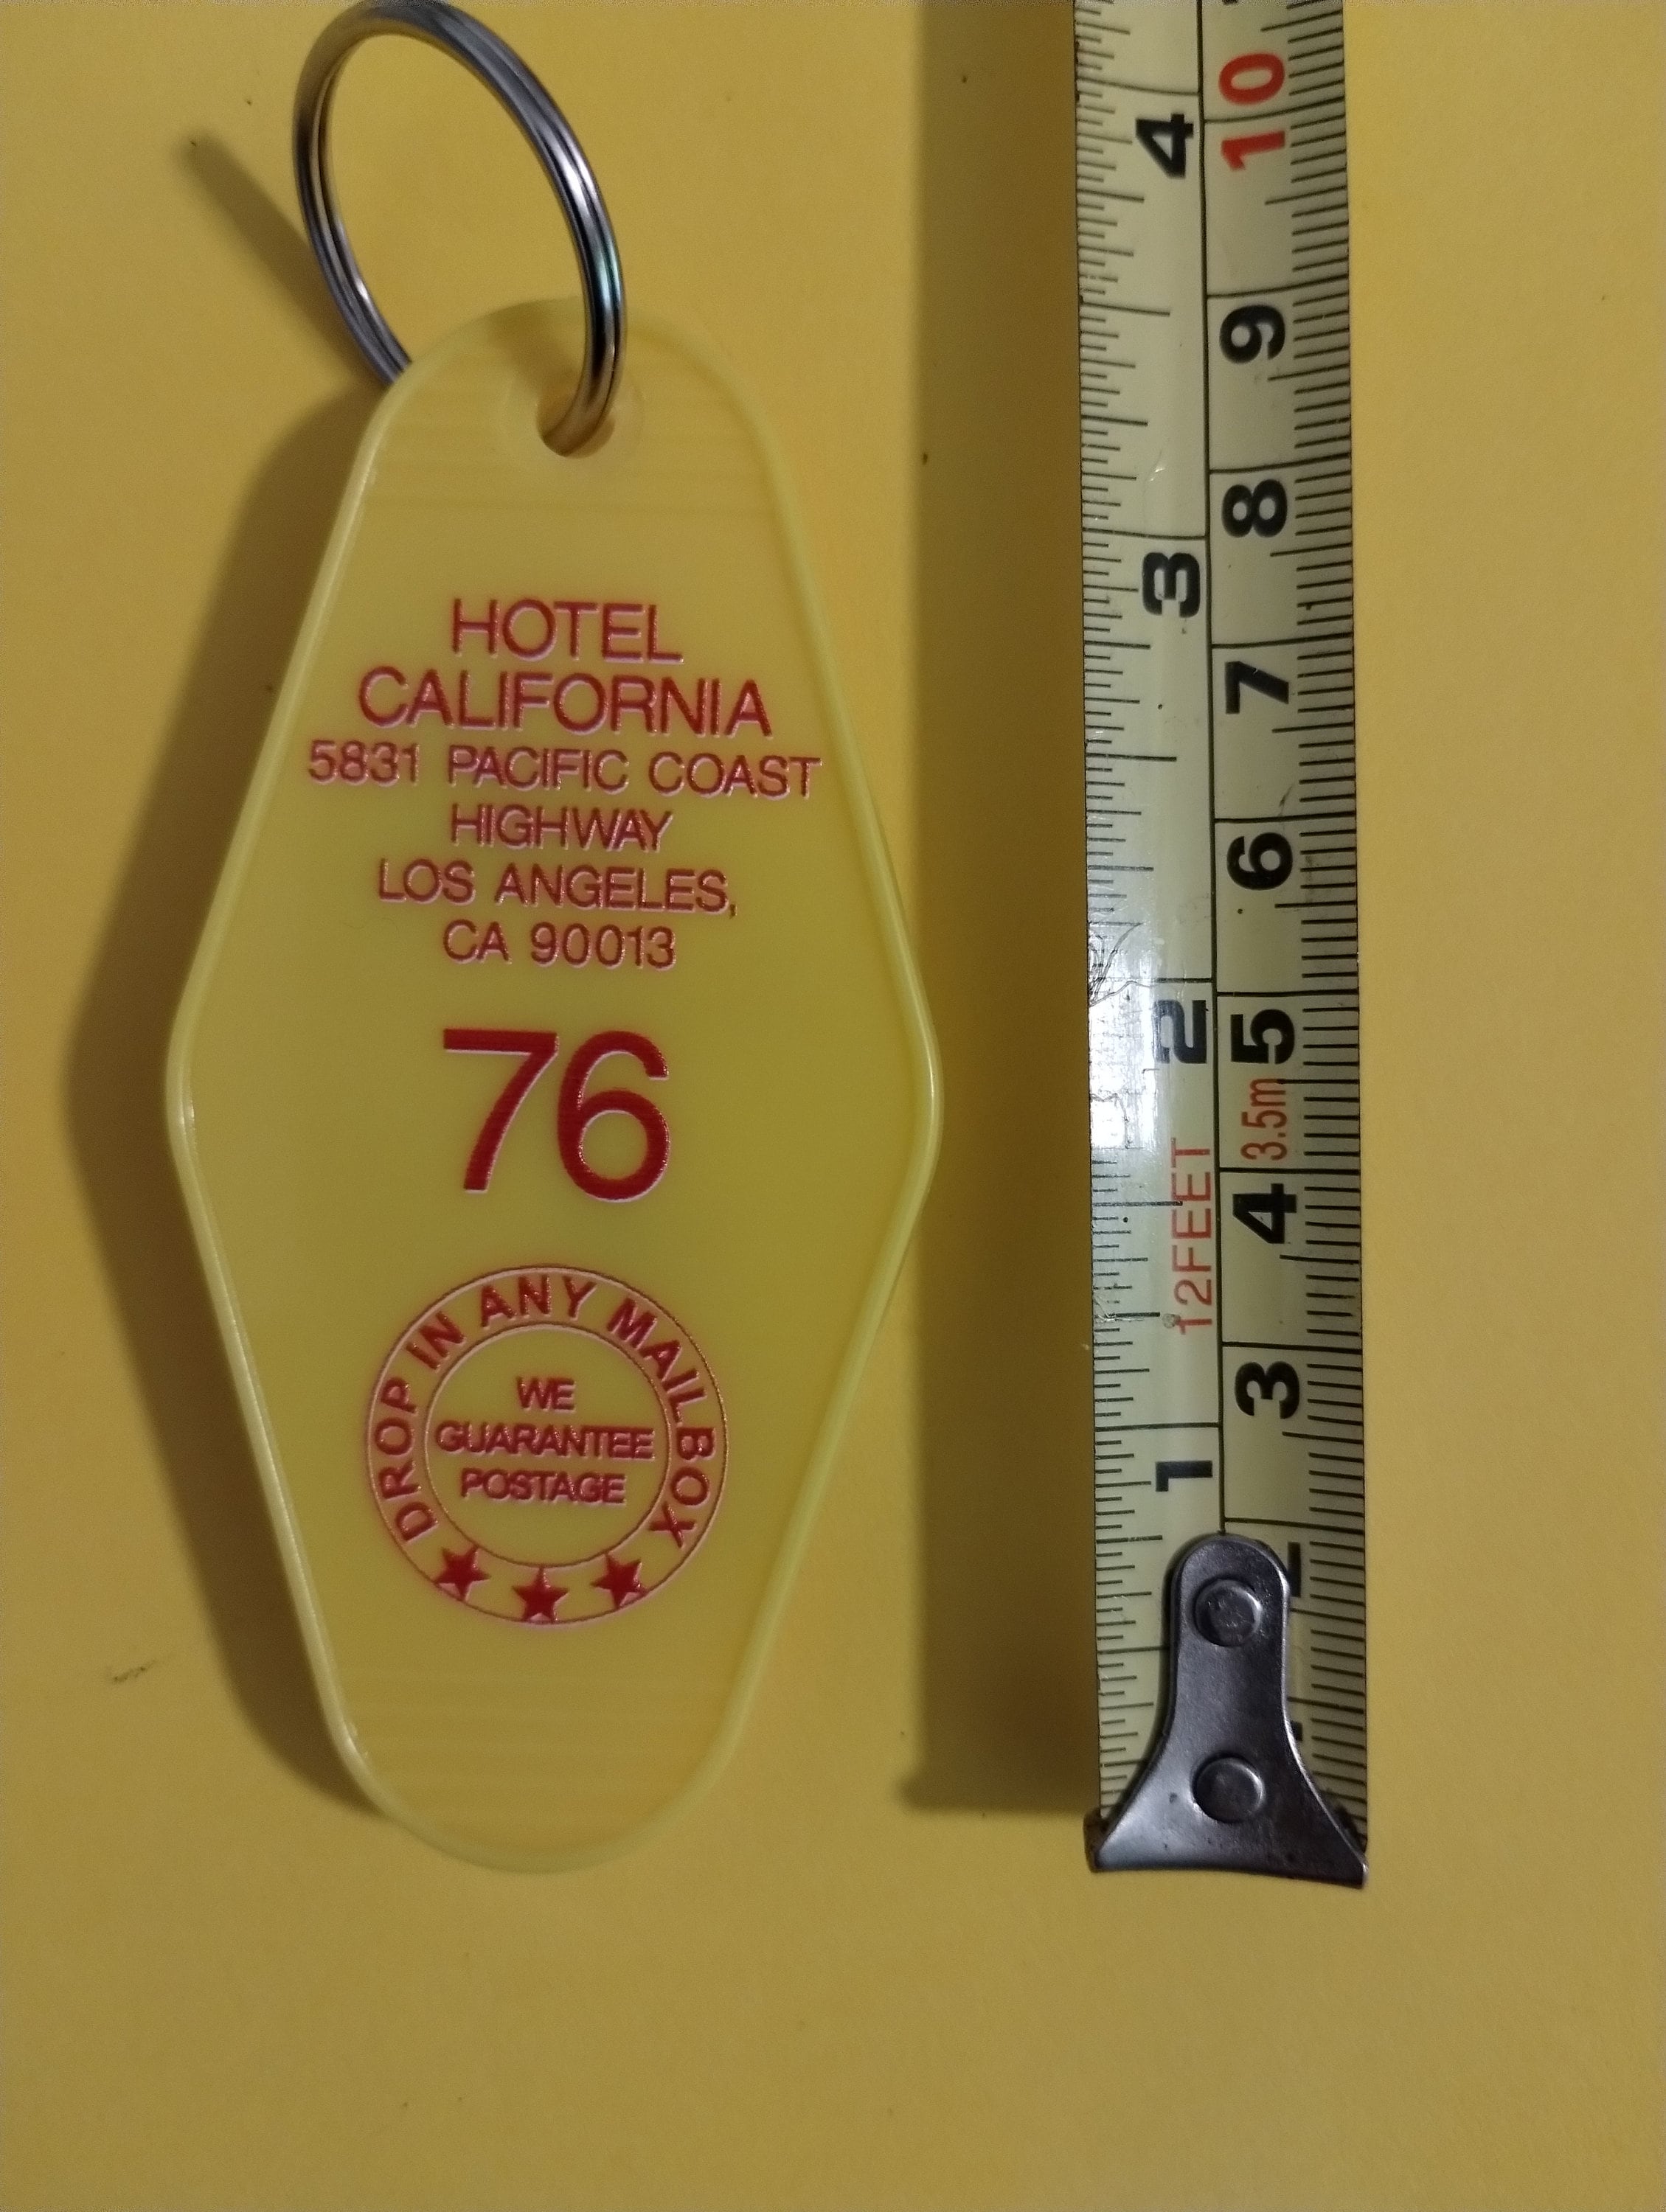 HOTEL
CALIFORNIA
5831 PACIFIC COAST
HIGHWAY
LOS ANGELES,
CA 90013
76
DROP IN ANY MAILBOX
WE
GUARANTEE
POSTAGE
10
9
8
7
6
5
3.5m
4
3
2
4
3
2
12FEET
1